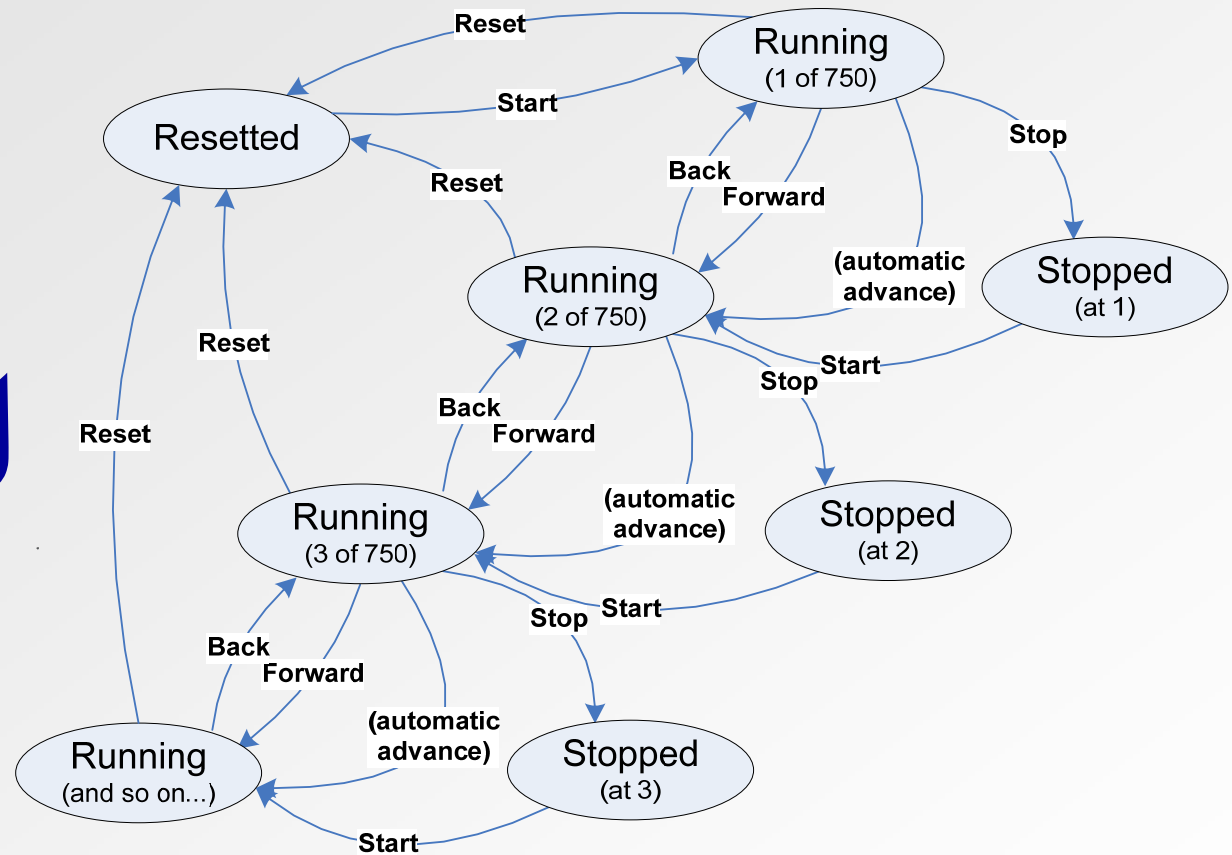 Reset
Running
(1 of 750)
Start
Resetted
Stop
Back
Reset
Forward
(automatic
advance)
Stopped
(at 1)
Running
(2 of 750)
Reset
Start
Stop
Back
Forward
Reset
(automatic
advance)
Stopped
(at 2)
Running
(3 of 750)
Start
Stop
Back
Forward
(automatic
advance)
Running
(and so on...)
Stopped
(at 3)
Start